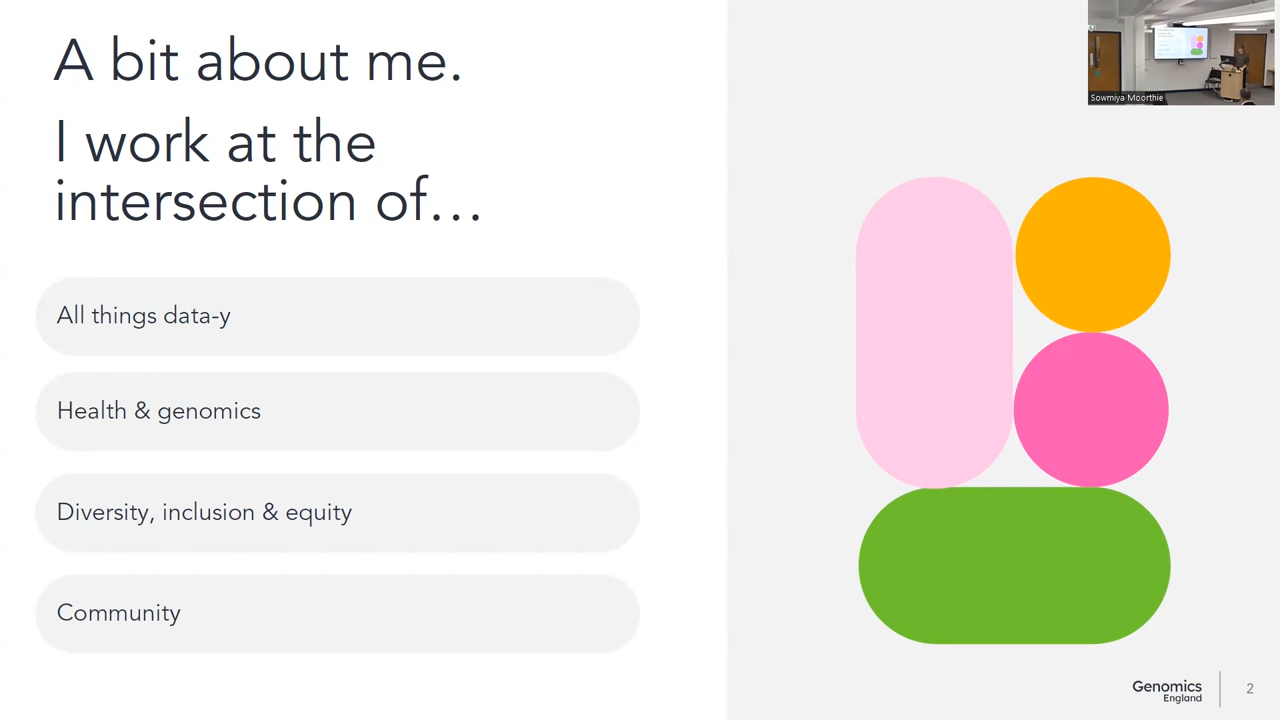 A bit about me.
I work at the
intersection of…
All things data-y
Health & genomics
Diversity, inclusion & equity
Community
Sowmiya Moorthie
Genomics
England
2